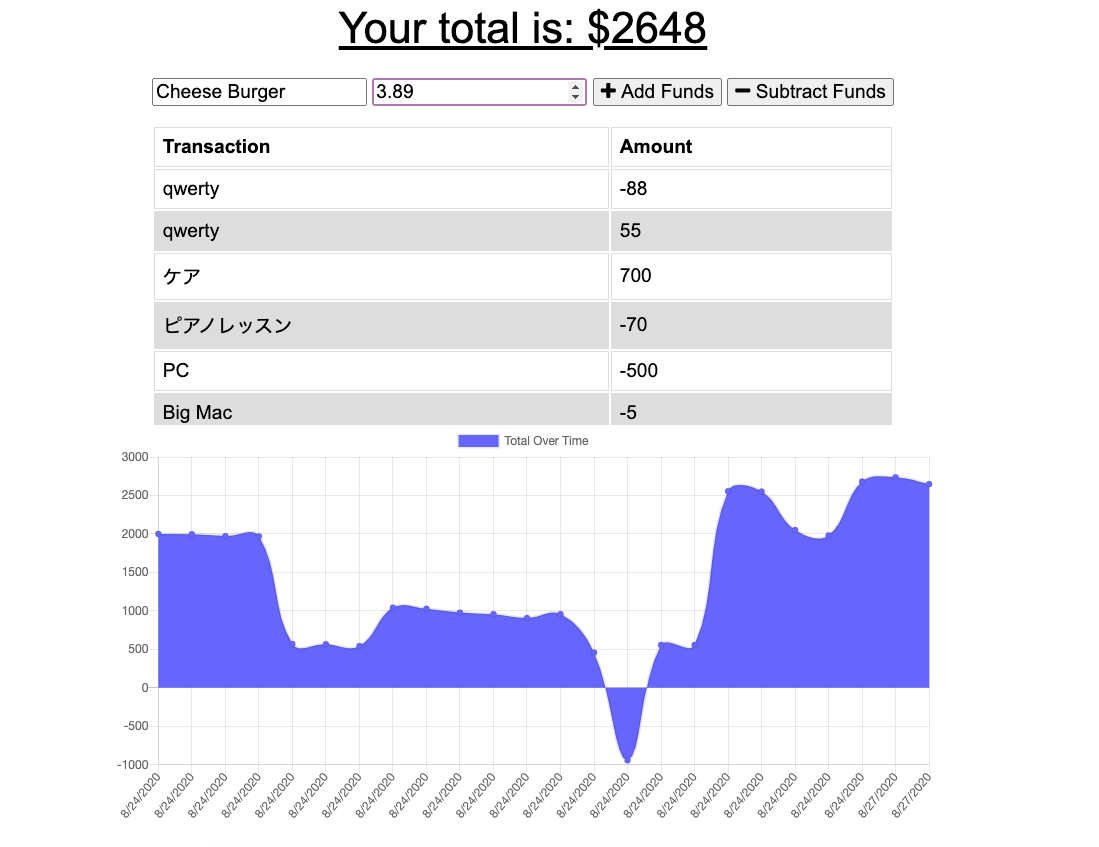 Your total is: $2648
Cheese Burger 3.89 Add Funds Subtract Funds
Transaction Amount
qwerty -88
qwerty 55
ケア 700
ピアノレッスン -70
PC -500
Big Mac -5
Total Over Time
3000
2500
2000
1500
1000
500
0
-500
-1000
8/24/2020 8/24/2020 8/24/2020 8/24/2020 8/24/2020 8/24/2020 8/24/2020 8/24/2020 8/24/2020 8/24/2020 8/24/2020 8/24/2020 8/24/2020 8/24/2020 8/24/2020 8/24/2020 8/24/2020 8/24/2020 8/24/2020 8/24/2020 8/24/2020 8/24/2020 8/27/2020 8/27/2020